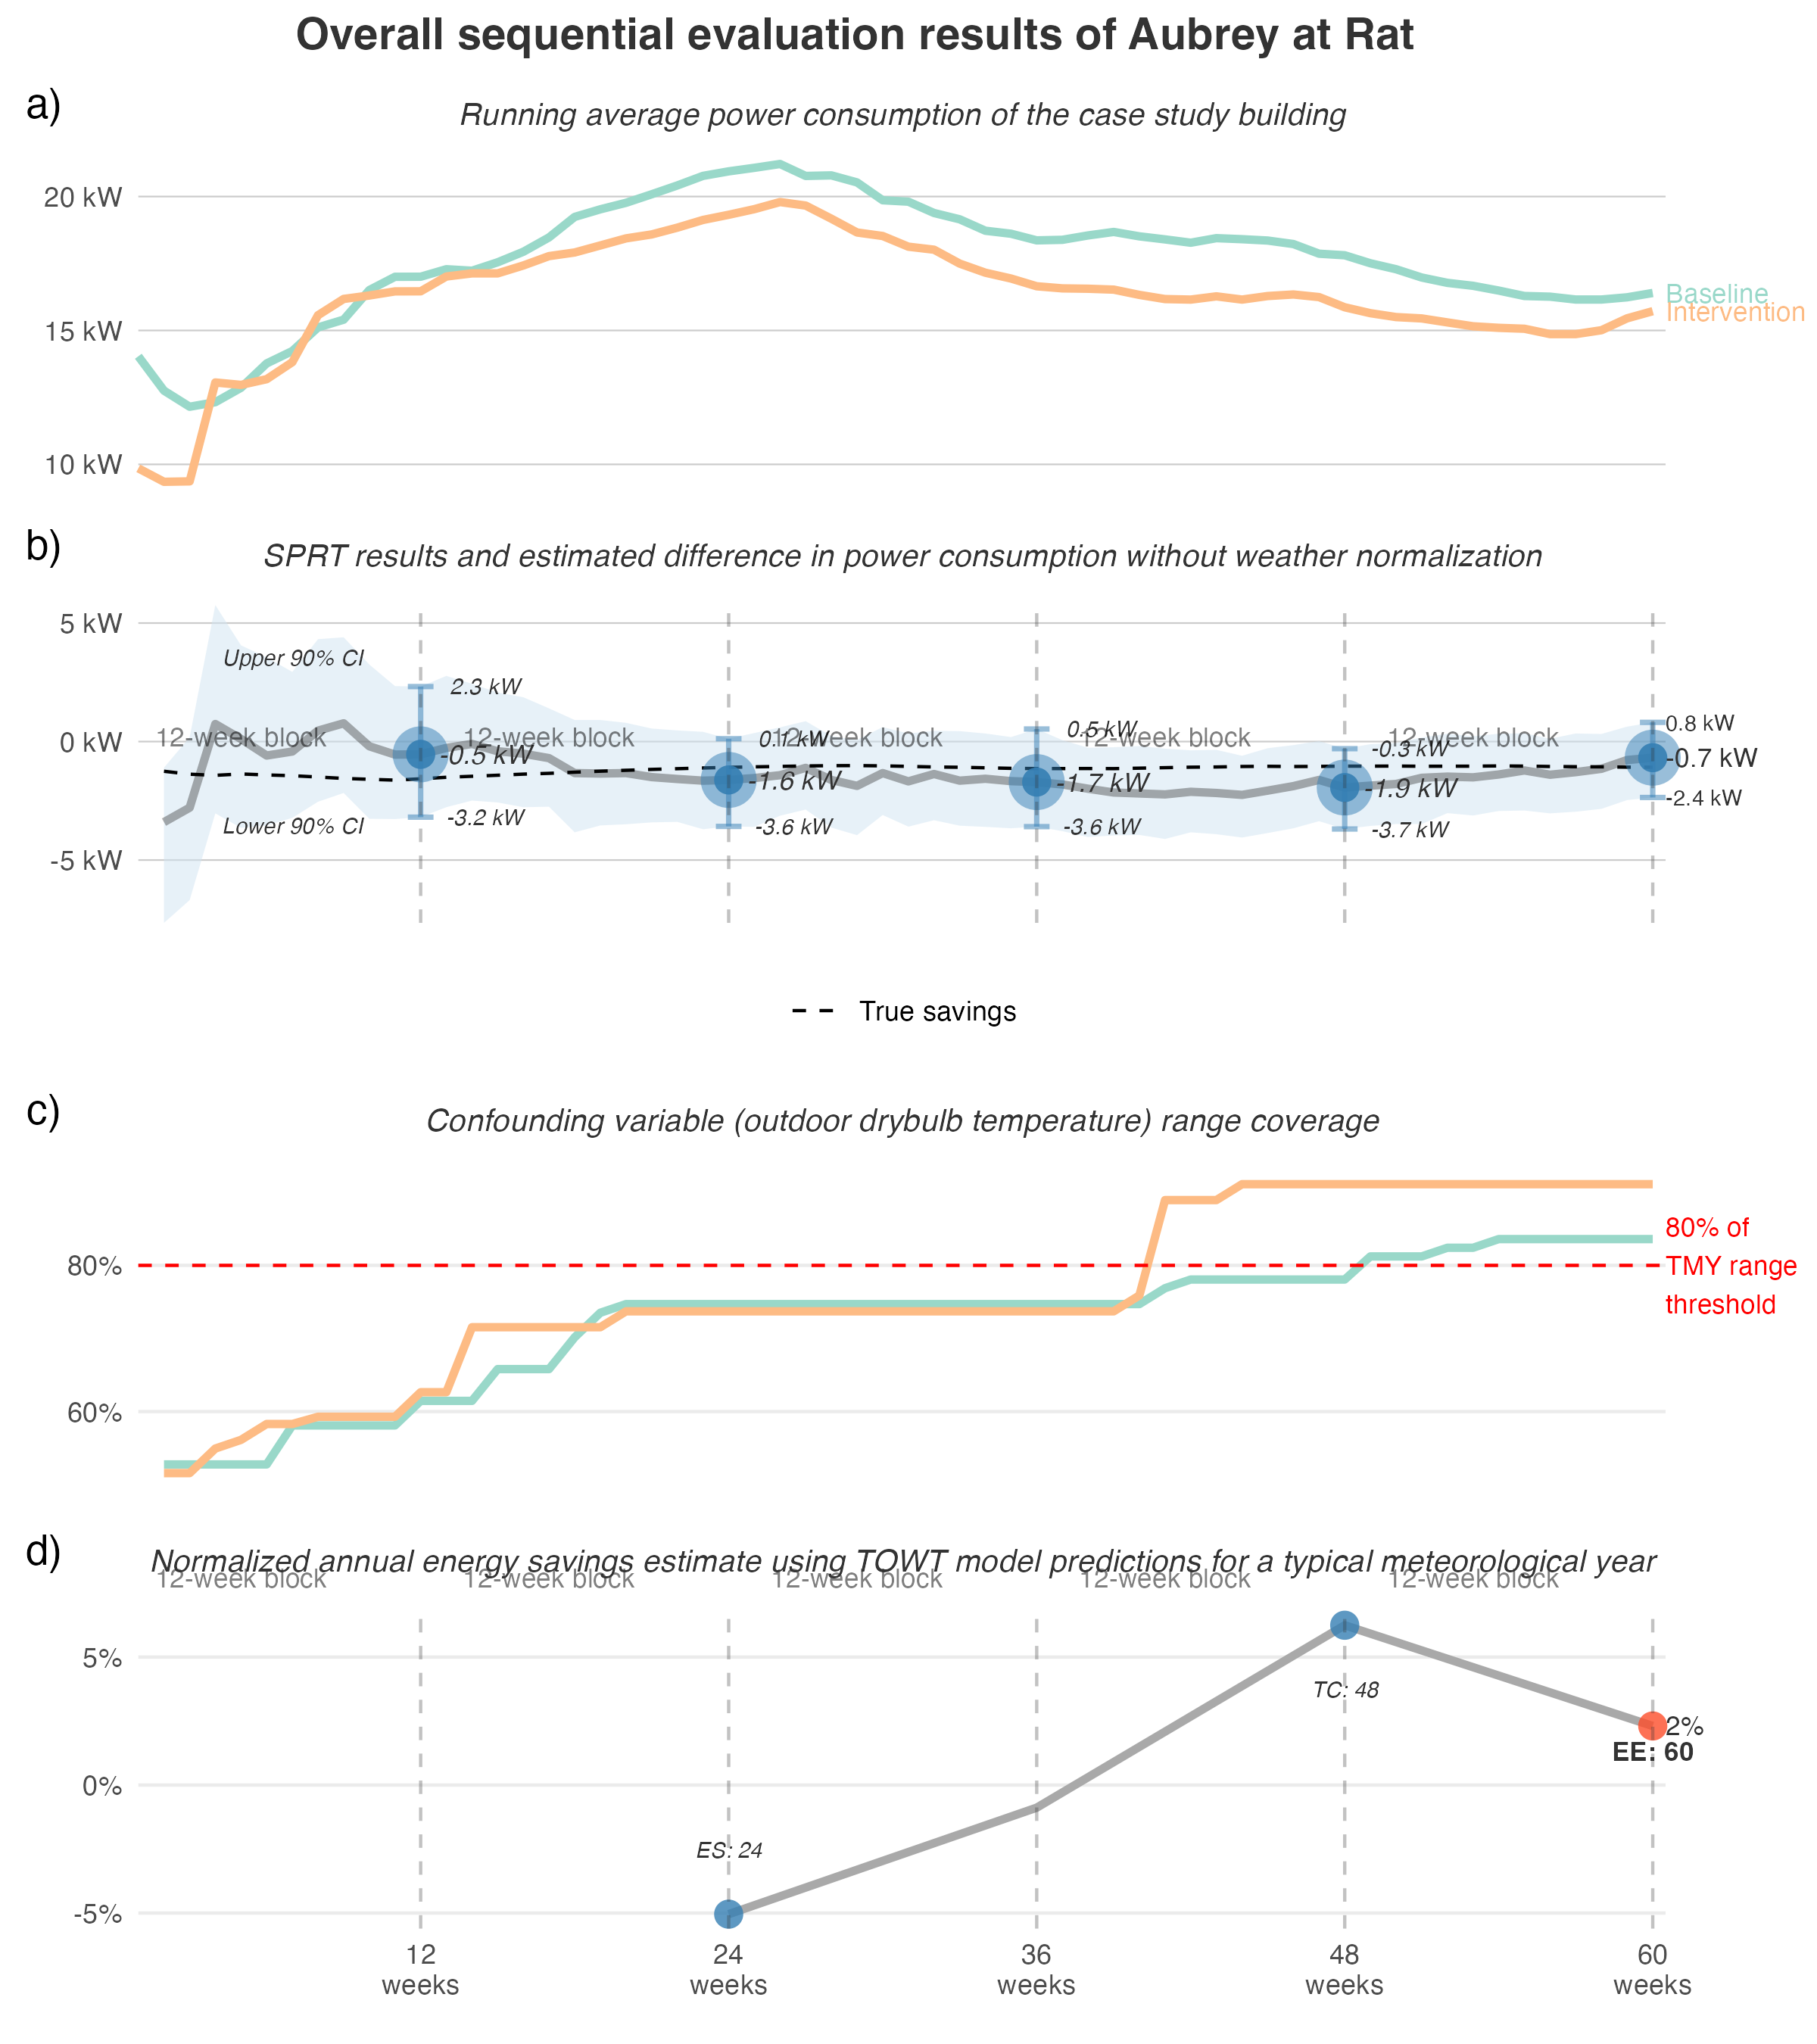 Overall sequential evaluation results of Aubrey at Rat
a)
Running average power consumption of the case study building
20 kW
15 kW
10 kW
Baseline
Intervention
b)
SPRT results and estimated difference in power consumption without weather normalization
5 kW
0 kW
-5 kW
Upper 90% CI
Lower 90% CI
12-week block
12-week block
12-week block
12-week block
12-week block
2.3 kW
-0.5 kW
-3.2 kW
0.1 kW
-1.6 kW
-3.6 kW
0.5 kW
-1.7 kW
-3.6 kW
-0.3 kW
-1.9 kW
-3.7 kW
0.8 kW
-0.7 kW
-2.4 kW
True savings
c)
Confounding variable (outdoor drybulb temperature) range coverage
80%
60%
80% of
TMY range
threshold
d)
Normalized annual energy savings estimate using TOWT model predictions for a typical meteorological year
12-week block
12-week block
12-week block
12-week block
12-week block
5%
0%
-5%
ES: 24
TC: 48
2%
EE: 60
12
weeks
24
weeks
36
weeks
48
weeks
60
weeks